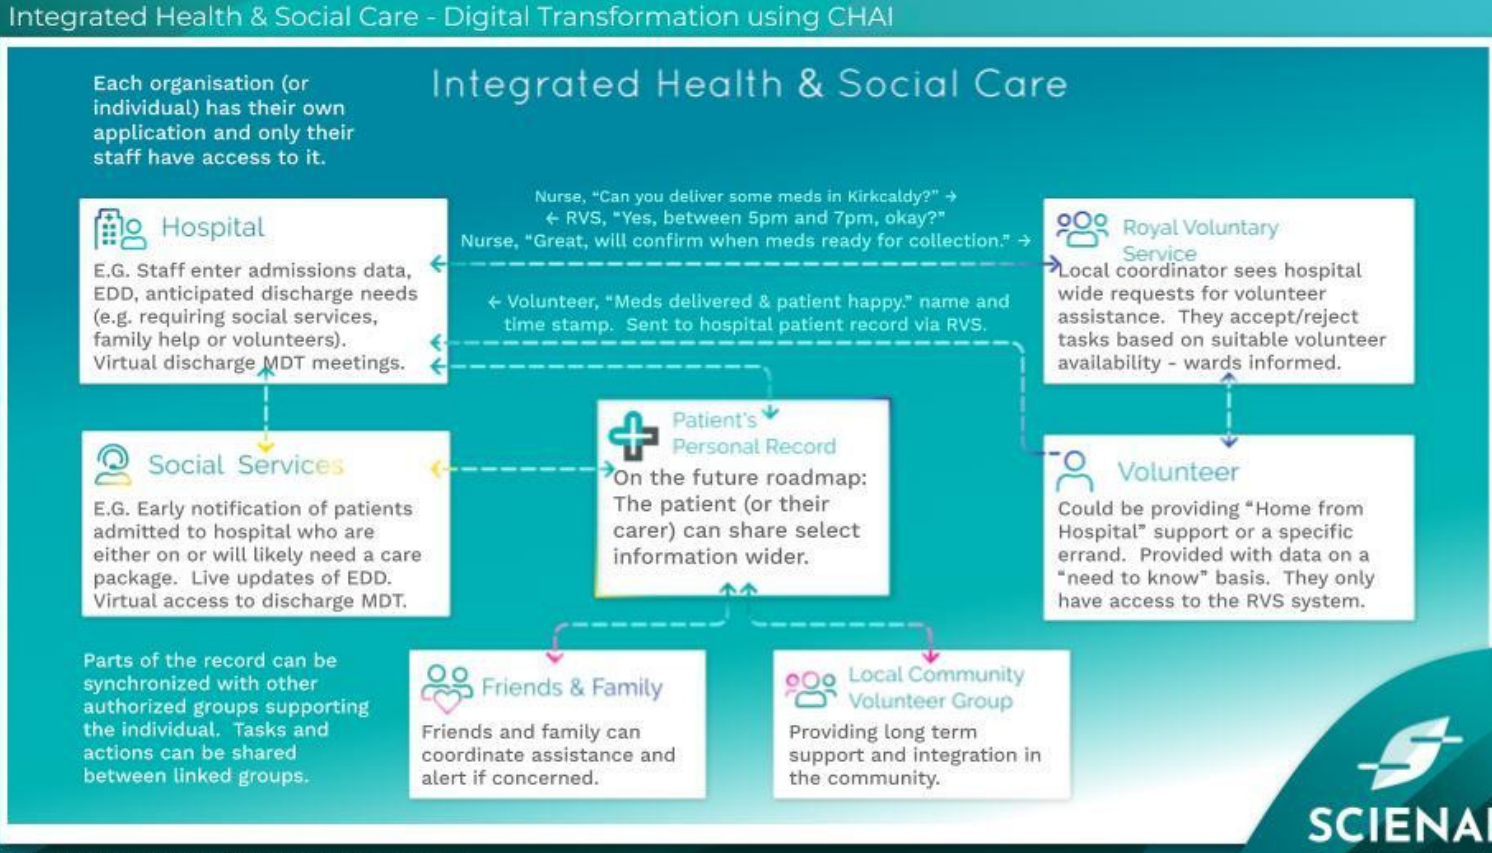 Integrated Health & Social Care - Digital Transformation using CHAI
Integrated Health & Social Care
Each organisation (or
individual) has their own
application and only their
staff have access to it.
Nurse, “Can you deliver some meds in Kirkcaldy?” →
← RVS, “Yes, between 5pm and 7pm, okay?”
Nurse, “Great, will confirm when meds ready for collection.” →
← Volunteer, “Meds delivered & patient happy.” name and
time stamp. Sent to hospital patient record via RVS.
Hospital
E.G. Staff enter admissions data,
EDD, anticipated discharge needs
(e.g. requiring social services,
family help or volunteers).
Virtual discharge MDT meetings.
Royal Voluntary
Service
Local coordinator sees hospital
wide requests for volunteer
assistance. They accept/reject
tasks based on suitable volunteer
availability - wards informed.
Social Services
E.G. Early notification of patients
admitted to hospital who are
either on or will likely need a care
package. Live updates of EDD.
Virtual access to discharge MDT.
Patient's
Personal Record
On the future roadmap:
The patient (or their
carer) can share select
information wider.
Volunteer
Could be providing “Home from
Hospital” support or a specific
errand. Provided with data on a
“need to know” basis. They only
have access to the RVS system.
Parts of the record can be
synchronized with other
authorized groups supporting
the individual. Tasks and
actions can be shared
between linked groups.
Friends & Family
Friends and family can
coordinate assistance and
alert if concerned.
Local Community
Volunteer Group
Providing long term
support and integration in
the community.